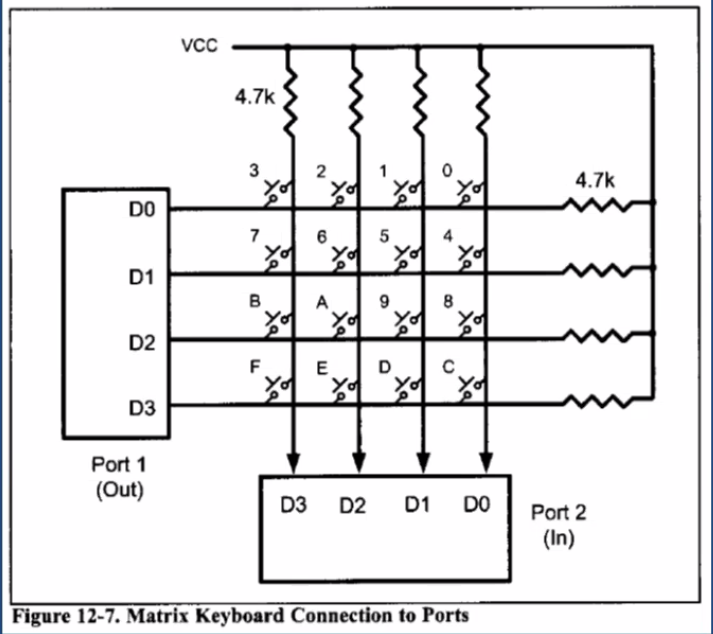 VCC
4.7k
3 2 1 0
4.7k
D0
7 6 5 4
D1
B A 9 8
D2
F E D C
D3
Port 1
(Out)
D3 D2 D1 D0
Port 2
(In)
Figure 12-7. Matrix Keyboard Connection to Ports